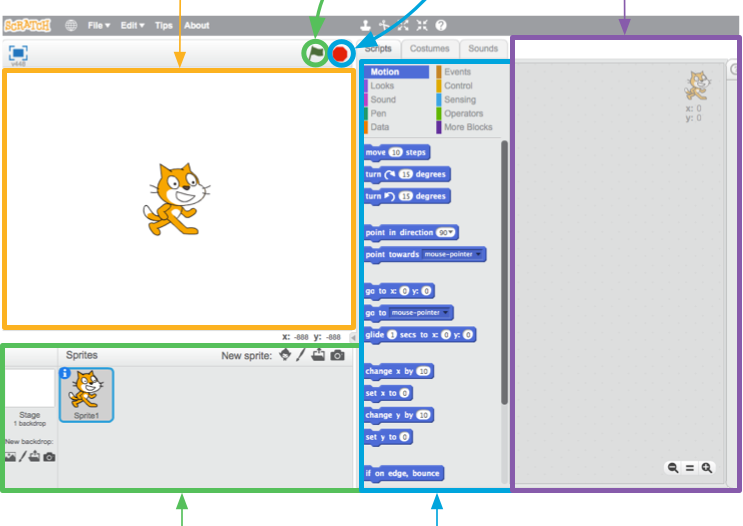 SCRATCH File Edit Tips About
v448
Scripts Costumes Sounds
Motion Events
Looks Control
Sound Sensing
Pen Operators
Data More Blocks
x: 0
y: 0
move 10 steps
turn 15 degrees
turn 15 degrees
point in direction 90
point towards mouse-pointer
go to x: 0 y: 0
go to mouse-pointer
glide 1 secs to x: 0 y: 0
change x by 10
set x to 0
change y by 10
set y to 0
if on edge, bounce
x: -888 y: -888
Sprites New sprite:
Stage
1 backdrop
New backdrop:
Sprite1